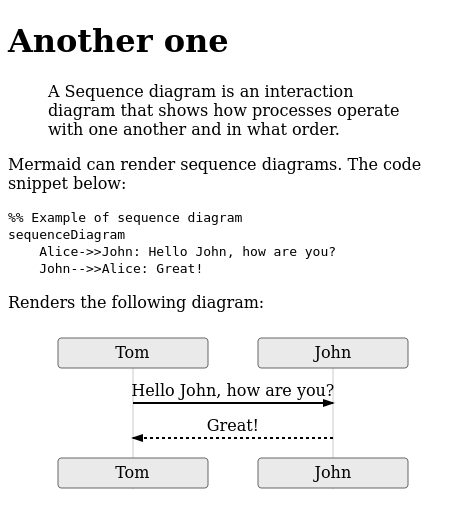 Another one
A Sequence diagram is an interaction
diagram that shows how processes operate
with one another and in what order.
Mermaid can render sequence diagrams. The code
snippet below:
%% Example of sequence diagram
sequenceDiagram
    Alice->>John: Hello John, how are you?
    John-->>Alice: Great!
Renders the following diagram:
Tom John
Hello John, how are you?
Great!
Tom John